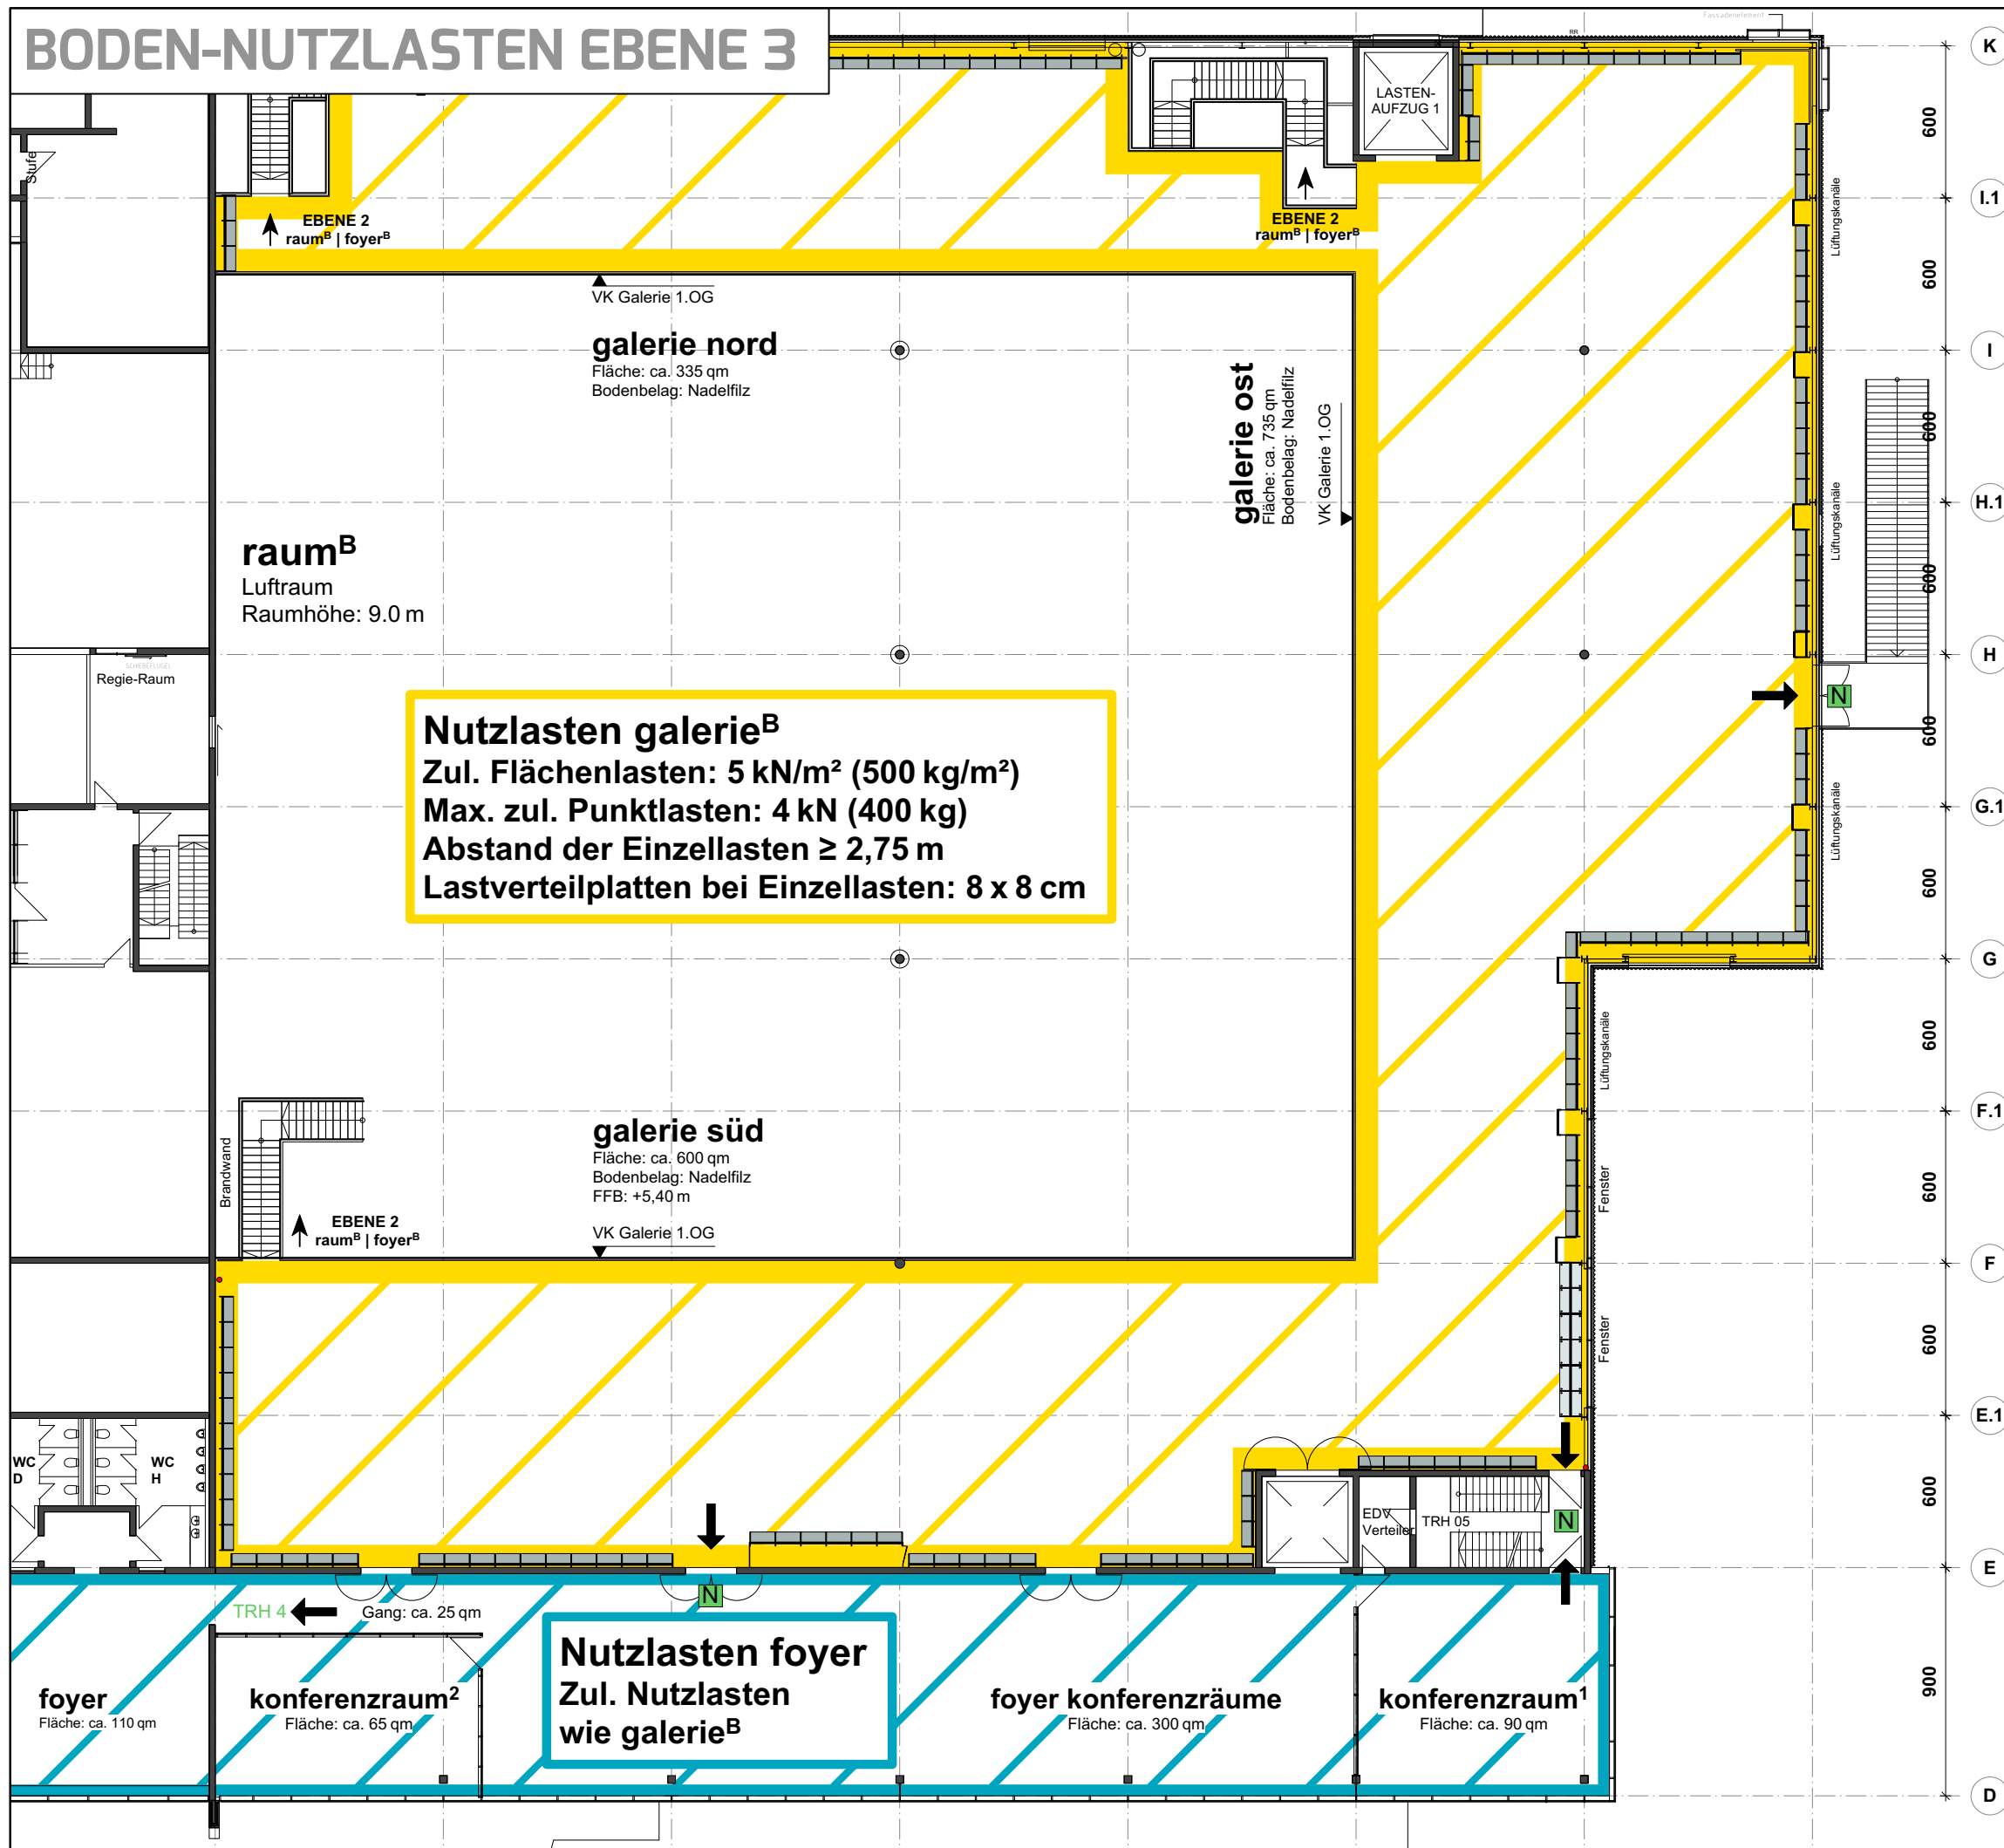 BODEN-NUTZLASTEN EBENE 3
Fassadenelement
RR
K
LASTEN-
AUFZUG 1
600
Stufe
Lüftungskanäle
I.1
EBENE 2
raumB | foyerB
EBENE 2
raumB | foyerB
600
VK Galerie 1.OG
galerie nord
Fläche: ca. 335 qm
Bodenbelag: Nadelfilz
I
galerie ost
Fläche: ca. 735 qm
Bodenbelag: Nadelfilz
VK Galerie 1.OG
600
Lüftungskanäle
H.1
raumB
Luftraum
Raumhöhe: 9.0 m
600
H
SCHIEBEFLÜGEL
Regie-Raum
N
600
Nutzlasten galerieB
Zul. Flächenlasten: 5 kN/m² (500 kg/m²)
Max. zul. Punktlasten: 4 kN (400 kg)
Abstand der Einzellasten ≥ 2,75 m
Lastverteilplatten bei Einzellasten: 8 x 8 cm
Lüftungskanäle
G.1
600
G
600
Lüftungskanäle
F.1
galerie süd
Fläche: ca. 600 qm
Bodenbelag: Nadelfilz
FFB: +5,40 m
VK Galerie 1.OG
Brandwand
EBENE 2
raumB | foyerB
Fenster
600
F
Fenster
600
E.1
WC
D
WC
H
600
EDV
Verteiler
TRH 05
N
E
TRH 4
Gang: ca. 25 qm
N
Nutzlasten foyer
Zul. Nutzlasten
wie galerieB
foyer
Fläche: ca. 110 qm
konferenzraum2
Fläche: ca. 65 qm
foyer konferenzräume
Fläche: ca. 300 qm
konferenzraum1
Fläche: ca. 90 qm
900
D